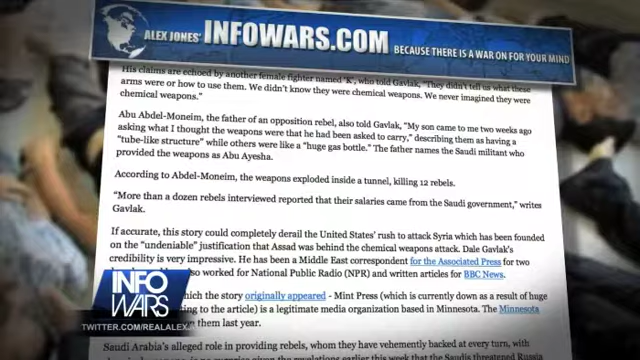 ALEX JONES' INFOWARS.COM BECAUSE THERE IS A WAR ON FOR YOUR MIND
His claims are echoed by another female fighter named 'K', who told Gavlak, "They didn't tell us what these
arms were or how to use them. We didn't know they were chemical weapons. We never imagined they were
chemical weapons."
Abu Abdel-Moneim, the father of an opposition rebel, also told Gavlak, "My son came to me two weeks ago
asking what I thought the weapons were that he had been asked to carry," describing them as having a
"tube-like structure" while others were like a "huge gas bottle." The father names the Saudi militant who
provided the weapons as Abu Ayesha.
According to Abdel-Moneim, the weapons exploded inside a tunnel, killing 12 rebels.
"More than a dozen rebels interviewed reported that their salaries came from the Saudi government," writes
Gavlak.
If accurate, this story could completely derail the United States' rush to attack Syria which has been founded
on the "undeniable" justification that Assad was behind the chemical weapons attack. Dale Gavlak's
credibility is very impressive. He has been a Middle East correspondent for the Associated Press for two
so worked for National Public Radio (NPR) and written articles for BBC News.
hich the story originally appeared - Mint Press (which is currently down as a result of huge
ing to the article) is a legitimate media organization based in Minnesota. The Minnesota
them last year.
Saudi Arabia's alleged role in providing rebels, whom they have vehemently backed at every turn, with
INFO
WARS
TWITTER.COM/REALALEX